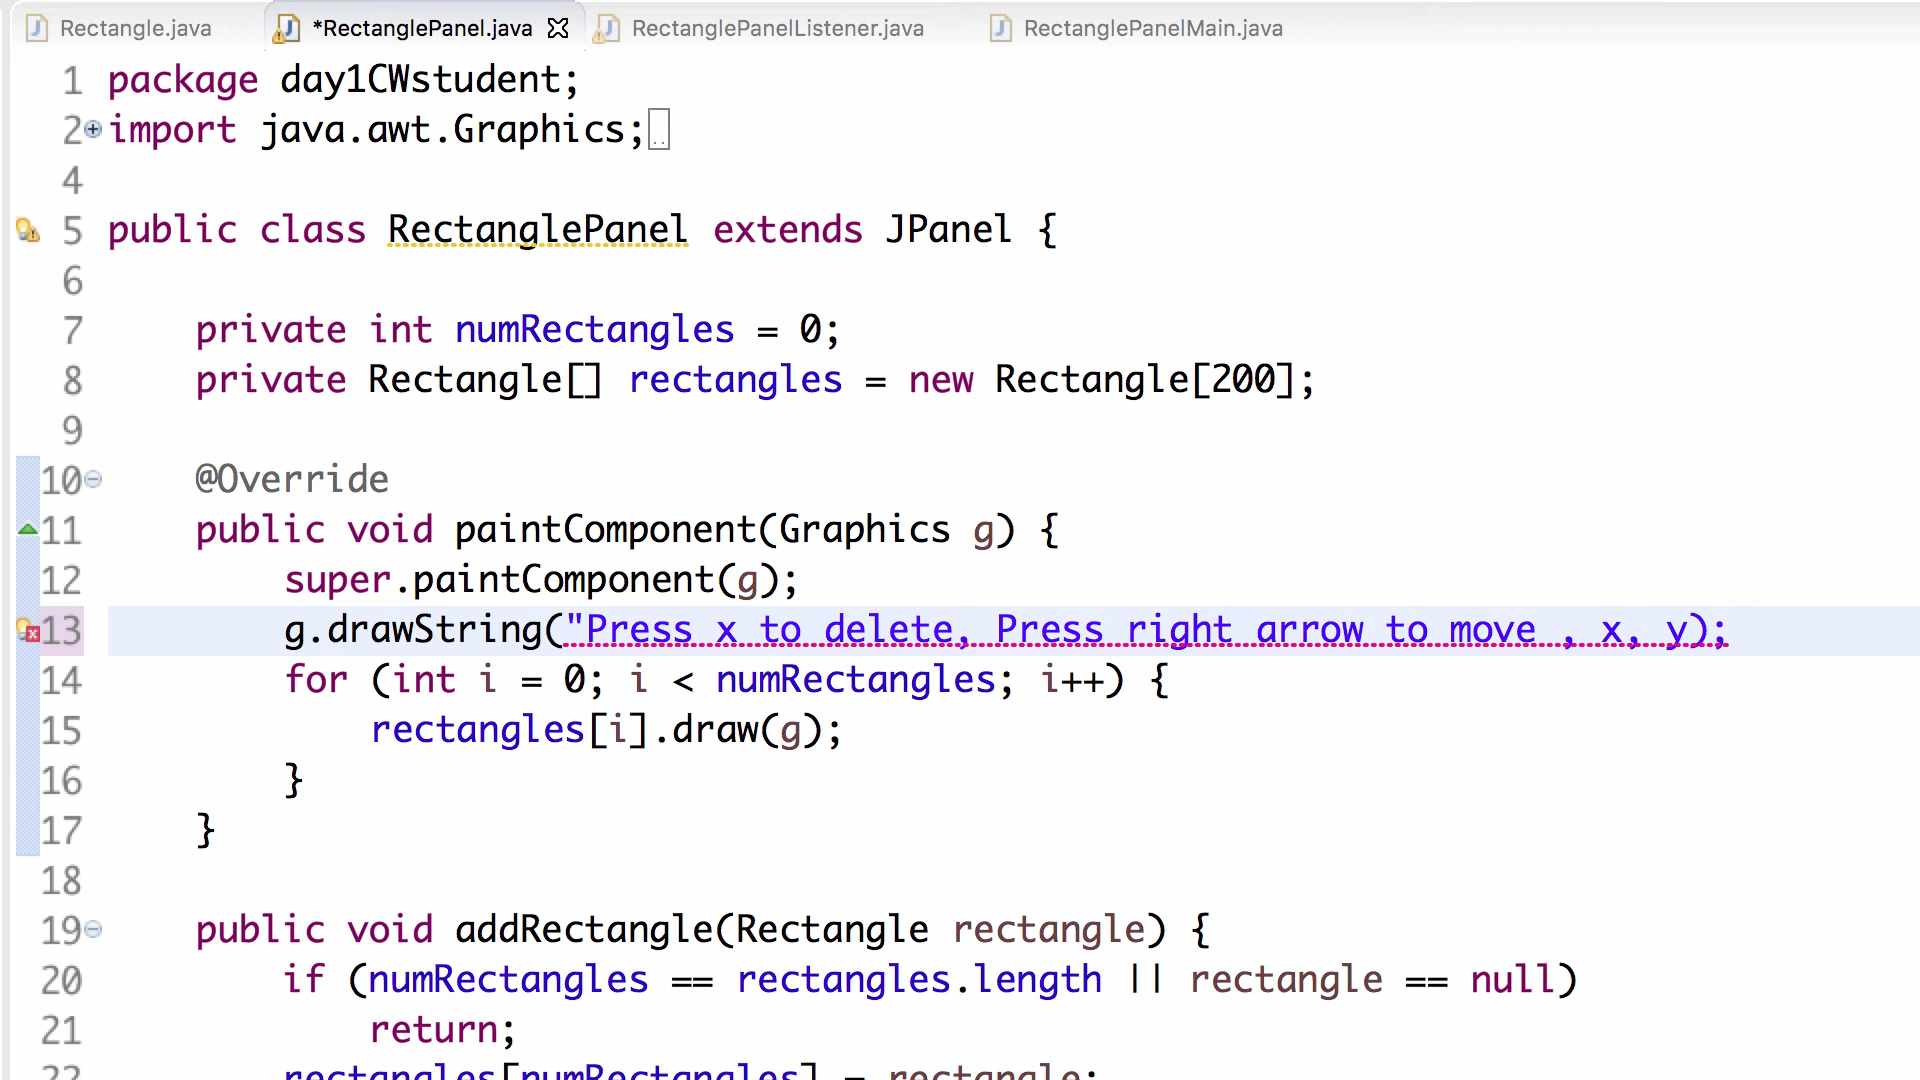 Rectangle.java *RectanglePanel.java RectanglePanelListener.java RectanglePanelMain.java
1 package day1CWstudent;
2 import java.awt.Graphics;
4
5 public class RectanglePanel extends JPanel {
6
7 private int numRectangles = 0;
8 private Rectangle[] rectangles = new Rectangle[200];
9
10 @Override
11 public void paintComponent(Graphics g) {
12 super.paintComponent(g);
13 g.drawString("Press x to delete, Press right arrow to move , x, y);
14 for (int i = 0; i < numRectangles; i++) {
15 rectangles[i].draw(g);
16 }
17 }
18
19 public void addRectangle(Rectangle rectangle) {
20 if (numRectangles == rectangles.length || rectangle == null)
21 return;
22 rectangles[numRectangles] = rectangle;